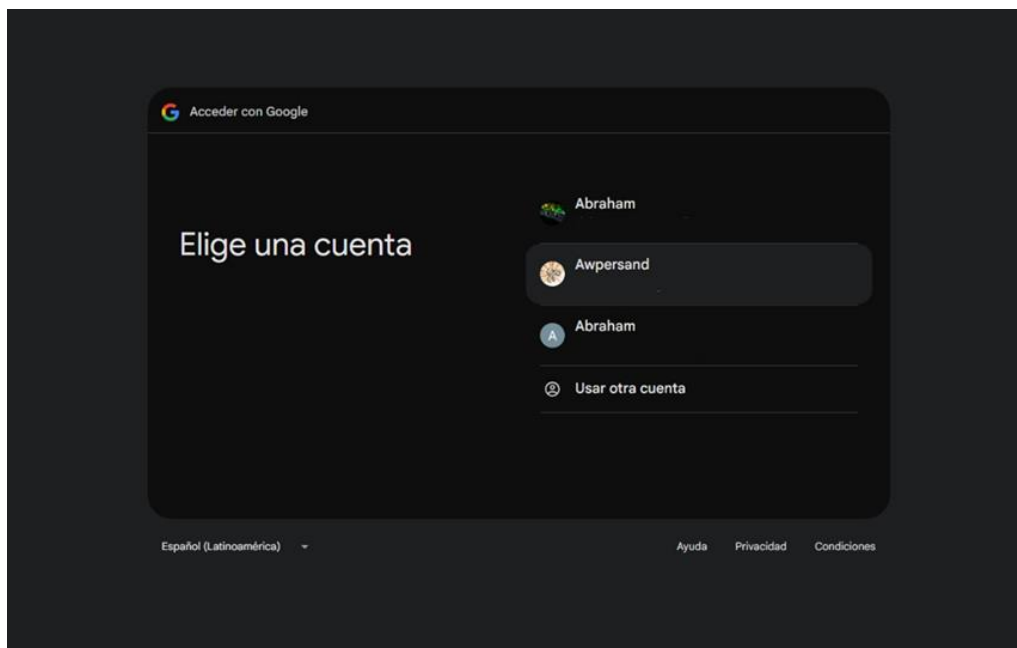 Acceder con Google
Elige una cuenta
Abraham
Awpersand
A
Abraham
Usar otra cuenta
Español (Latinoamérica)
Ayuda Privacidad Condiciones